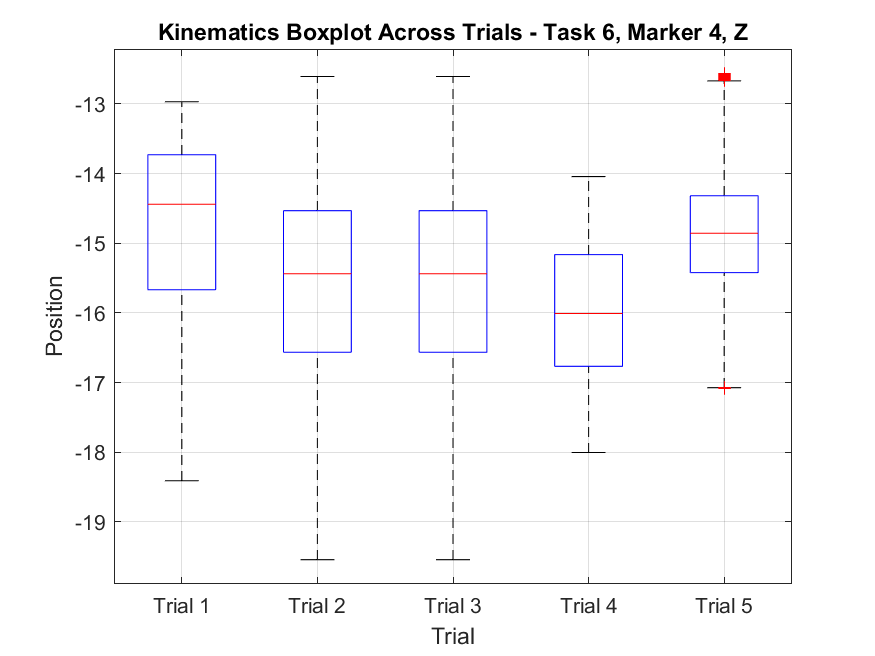 Kinematics Boxplot Across Trials - Task 6, Marker 4, Z
Position
-13
-14
-15
-16
-17
-18
-19
Trial 1
Trial 2
Trial 3
Trial 4
Trial 5
Trial